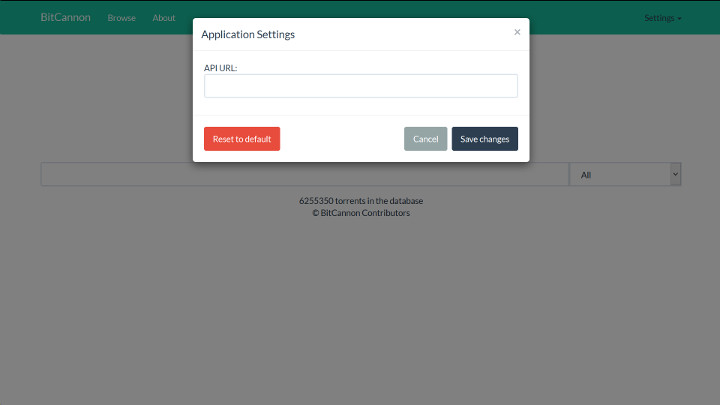 BitCannon Browse About Settings
Application Settings ×
API URL:
Reset to default Cancel Save changes
All
6255350 torrents in the database
© BitCannon Contributors